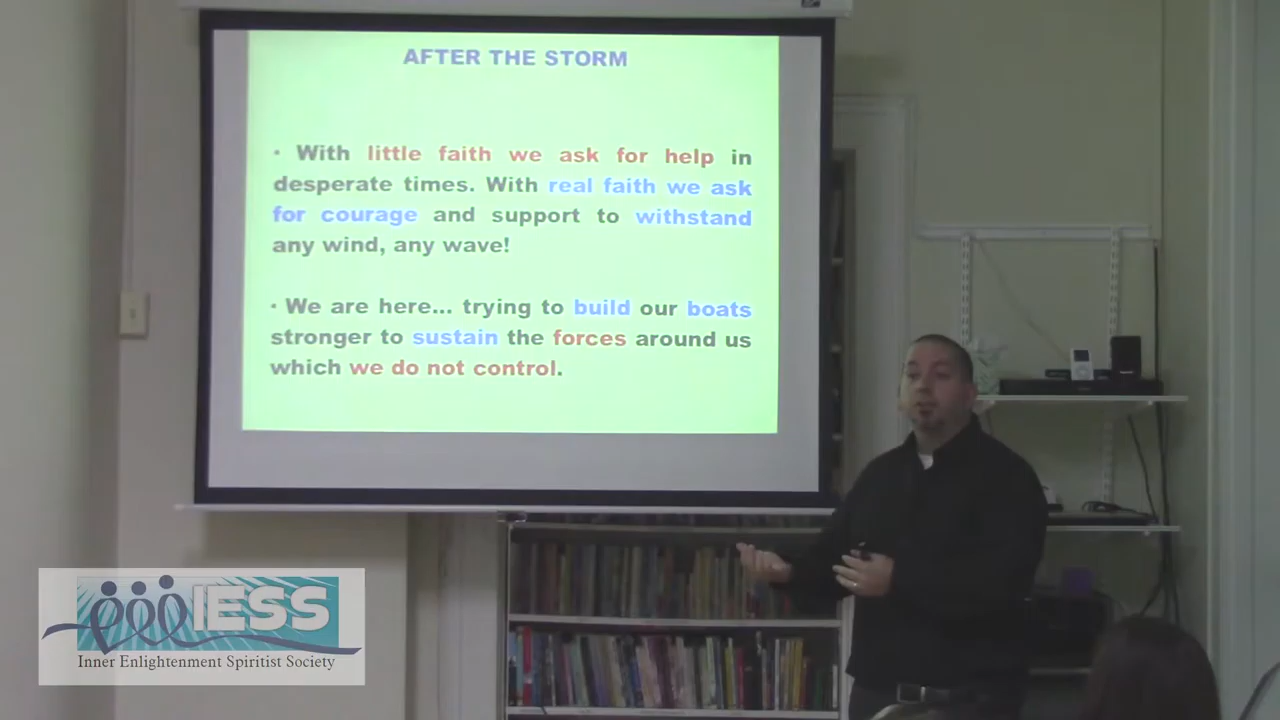 AFTER THE STORM
• With little faith we ask for help in
desperate times. With real faith we ask
for courage and support to withstand
any wind, any wave!
• We are here... trying to build our boats
stronger to sustain the forces around us
which we do not control.
IESS
Inner Enlightenment Spiritist Society